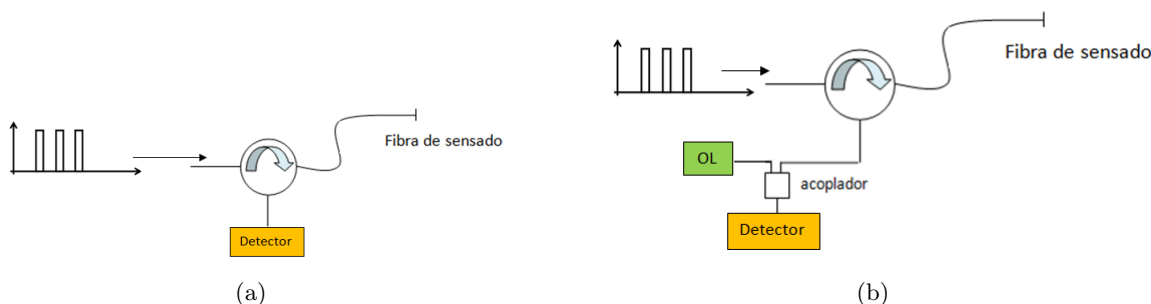 Fibra de sensado
Detector
(a)
Fibra de sensado
OL
acoplador
Detector
(b)